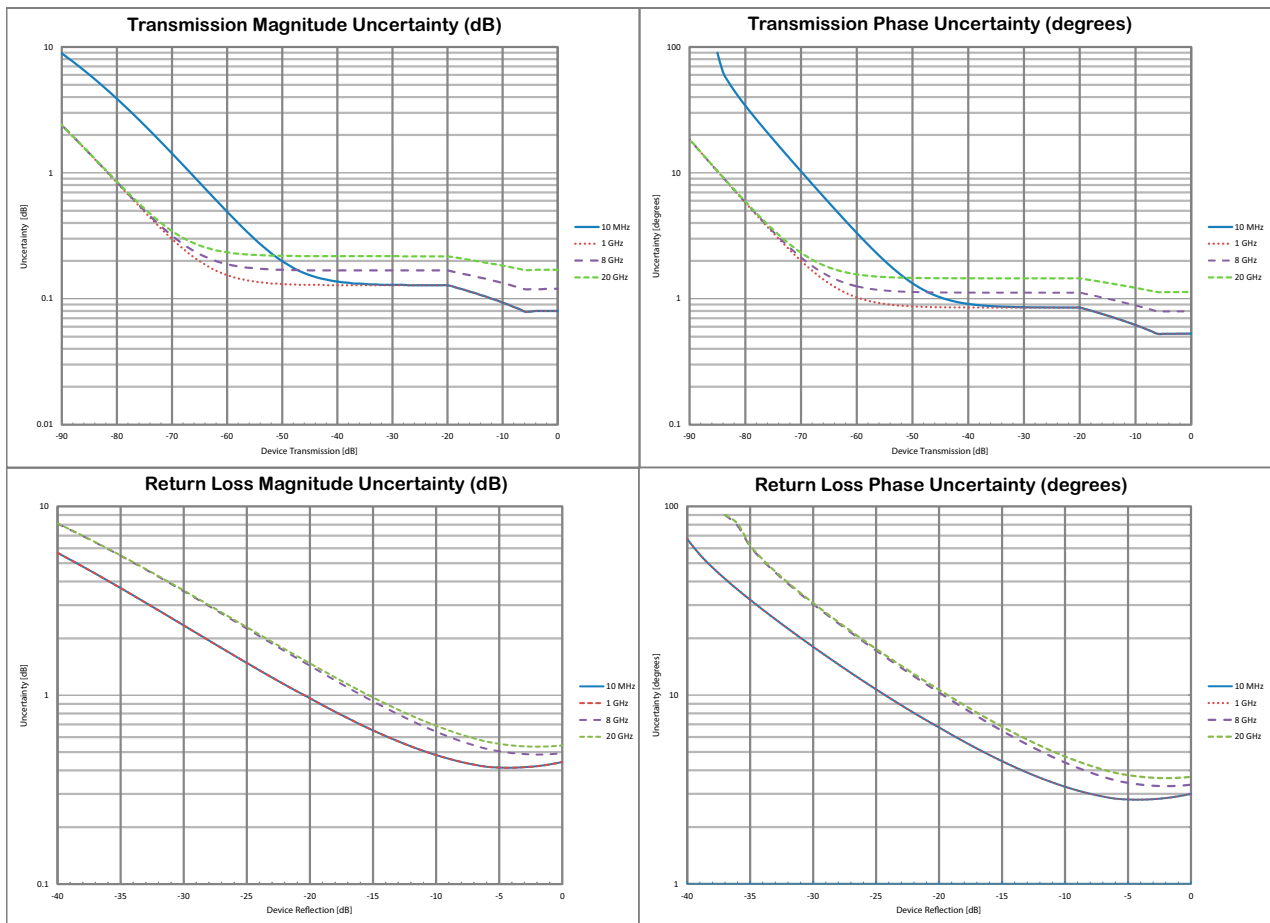 Transmission Magnitude Uncertainty (dB)
10
1
0.1
0.01
Uncertainty [dB]
-90 -80 -70 -60 -50 -40 -30 -20 -10 0
Device Transmission [dB]
10 MHz
1 GHz
8 GHz
20 GHz
Transmission Phase Uncertainty (degrees)
100
10
1
0.1
Uncertainty [degrees]
-90 -80 -70 -60 -50 -40 -30 -20 -10 0
Device Transmission [dB]
10 MHz
1 GHz
8 GHz
20 GHz
Return Loss Magnitude Uncertainty (dB)
10
1
0.1
Uncertainty [dB]
-40 -35 -30 -25 -20 -15 -10 -5 0
Device Reflection [dB]
10 MHz
1 GHz
8 GHz
20 GHz
Return Loss Phase Uncertainty (degrees)
100
10
1
Uncertainty [degrees]
-40 -35 -30 -25 -20 -15 -10 -5 0
Device Reflection [dB]
10 MHz
1 GHz
8 GHz
20 GHz